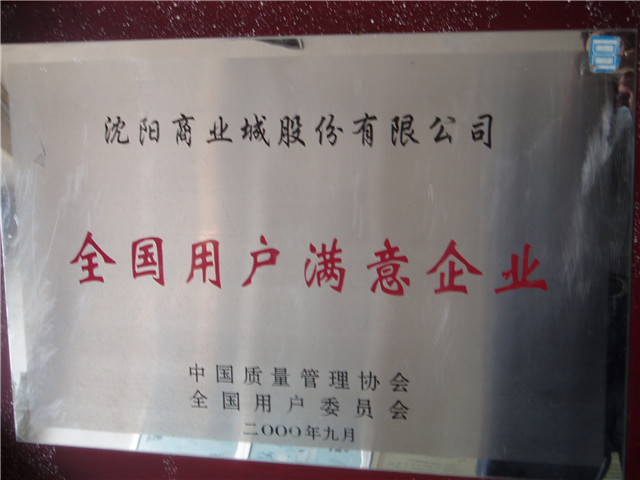 沈阳商业城股份有限公司
全国用户满意企业
中国质量管理协会
全国用户委员会
二000年九月